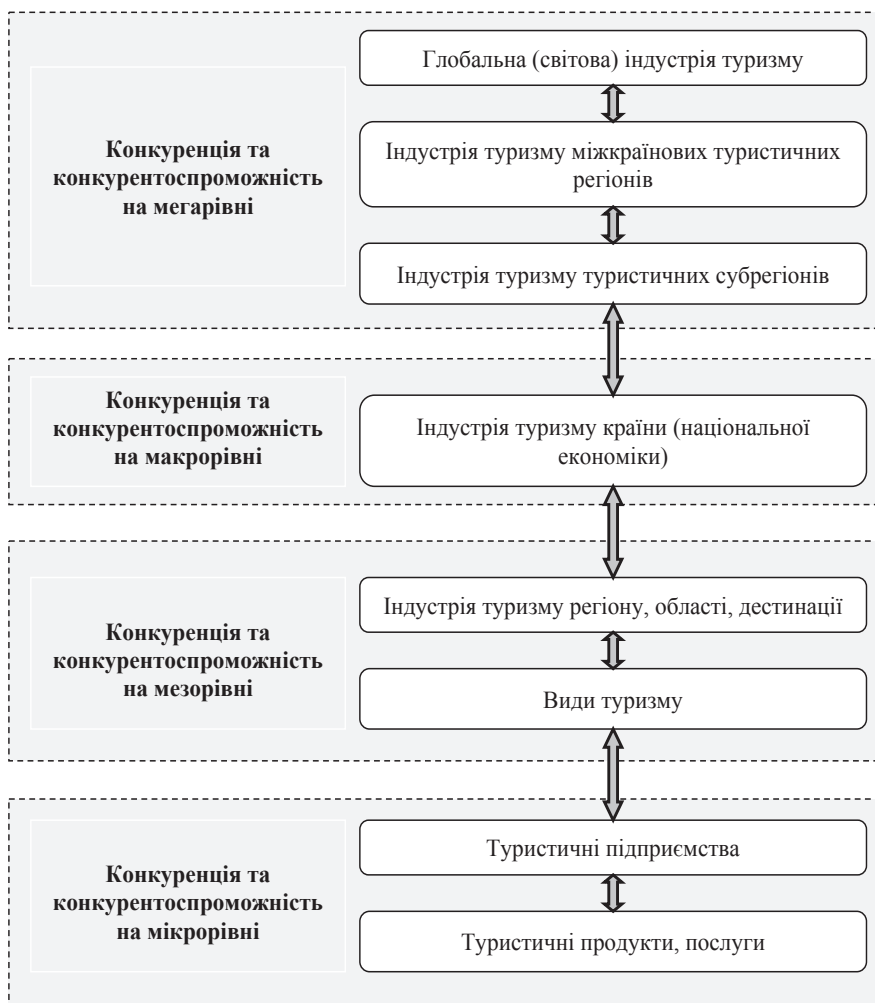 Конкуренція та
конкурентоспроможність
на мегарівні
Глобальна (світова) індустрія туризму
Індустрія туризму міжкраїнових туристичних
регіонів
Індустрія туризму туристичних субрегіонів
Конкуренція та
конкурентоспроможність
на макрорівні
Індустрія туризму країни (національної
економіки)
Конкуренція та
конкурентоспроможність
на мезорівні
Індустрія туризму регіону, області, дестинації
Види туризму
Конкуренція та
конкурентоспроможність
на мікрорівні
Туристичні підприємства
Туристичні продукти, послуги